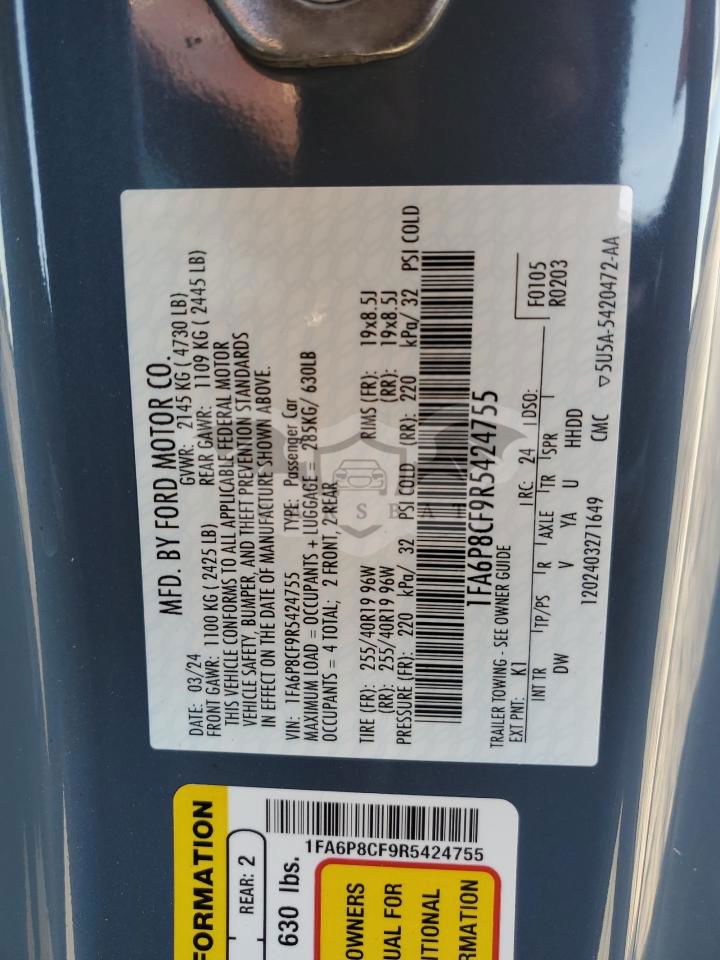 MFD. BY FORD MOTOR CO.
DATE: 03/24 GVWR: 2145 KG ( 4730 LB)
FRONT GAWR: 1100 KG ( 2425 LB) REAR GAWR: 1109 KG ( 2445 LB)
THIS VEHICLE CONFORMS TO ALL APPLICABLE FEDERAL MOTOR
VEHICLE SAFETY, BUMPER, AND THEFT PREVENTION STANDARDS
IN EFFECT ON THE DATE OF MANUFACTURE SHOWN ABOVE.
VIN: 1FA6P8CF9R5424755 TYPE: Passenger Car
MAXIMUM LOAD = OCCUPANTS + LUGGAGE = 285KG/ 630LB
OCCUPANTS = 4 TOTAL; 2 FRONT, 2 REAR
TIRE (FR): 255/40R19 96W RIMS (FR): 19x8.5J
(RR): 255/40R19 96W (RR): 19x8.5J
PRESSURE (FR): 220 kPa/ 32 PSI COLD (RR): 220 kPa/ 32 PSI COLD
1FA6P8CF9R5424755
TRAILER TOWING - SEE OWNER GUIDE
EXT PNT: K1 RC: 24 DSO: F0105
R0203
INT TR TP/PS R AXLE TR SPR
DW V YA U HHDD
1202403271649 CMC ▽5U5A-5420472-AA
FORMATION
REAR: 2
630 lbs.
1FA6P8CF9R5424755
OWNERS
UAL FOR
ITIONAL
RMATION